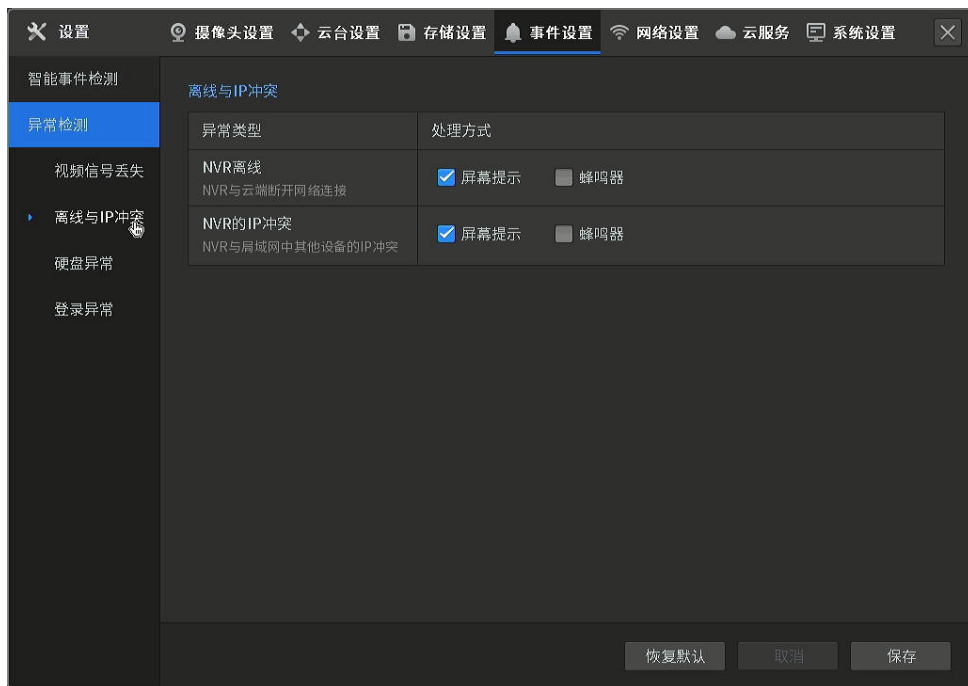 设置
摄像头设置
云台设置
存储设置
事件设置
网络设置
云服务
系统设置
智能事件检测
异常检测
视频信号丢失
离线与IP冲突
硬盘异常
登录异常
离线与IP冲突
异常类型 处理方式
NVR离线
NVR与云端断开网络连接
屏幕提示 蜂鸣器
NVR的IP冲突
NVR与局域网中其他设备的IP冲突
屏幕提示 蜂鸣器
恢复默认 取消 保存